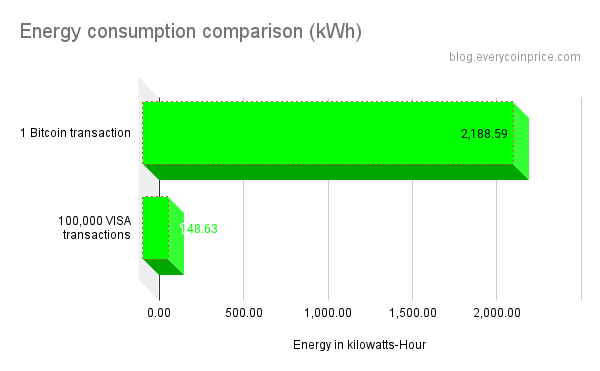 Energy consumption comparison (kWh)
blog.everycoinprice.com
1 Bitcoin transaction
2,188.59
100,000 VISA
transactions
148.63
0.00 500.00 1,000.00 1,500.00 2,000.00
Energy in kilowatts-Hour